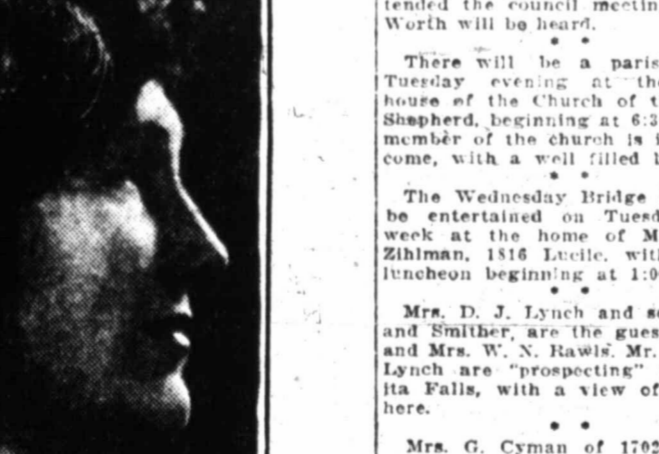 tended the council meetin
Worth will be heard.
* *
There will be a paris
Tuesday evening at the
house of the Church of t
Shepherd, beginning at 6:3
member of the church is i
come, with a well filled b
* *
The Wednesday Bridge
be entertained on Tuesd
week at the home of M
Zihlman, 1816 Lucile, wit
luncheon beginning at 1:0
* *
Mrs. D. J. Lynch and s
and Smither, are the gues
and Mrs. W. N. Rawls. Mr.
Lynch are "prospecting"
ita Falls, with a view of
here.
* *
Mrs. G. Cyman of 1702